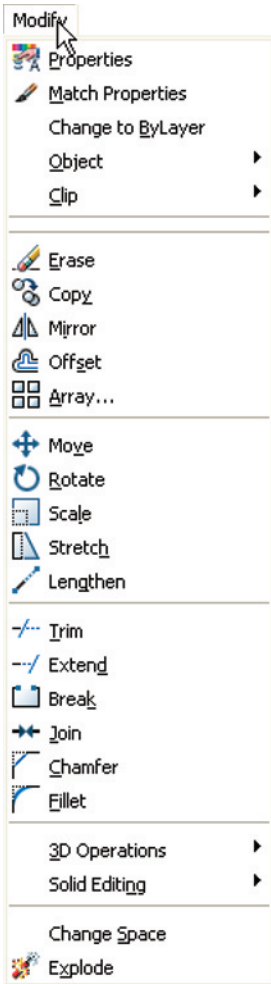 Modify
Properties
Match Properties
Change to ByLayer
Object
Clip
Erase
Copy
Mirror
Offset
Array...
Move
Rotate
Scale
Stretch
Lengthen
Trim
Extend
Break
Join
Chamfer
Fillet
3D Operations
Solid Editing
Change Space
Explode